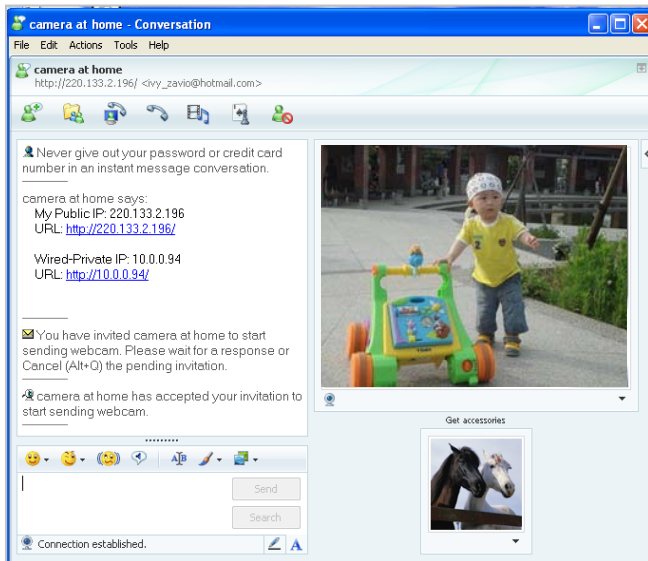 camera at home - Conversation
File Edit Actions Tools Help
camera at home
http://220.133.2.196/ <ivy_zavio@hotmail.com>
Never give out your password or credit card
number in an instant message conversation.
camera at home says:
My Public IP: 220.133.2.196
URL: http://220.133.2.196/
Wired-Private IP: 10.0.0.94
URL: http://10.0.0.94/
You have invited camera at home to start
sending webcam. Please wait for a response or
Cancel (Alt+Q) the pending invitation.
camera at home has accepted your invitation to
start sending webcam.
Get accessories
Send
Search
Connection established.